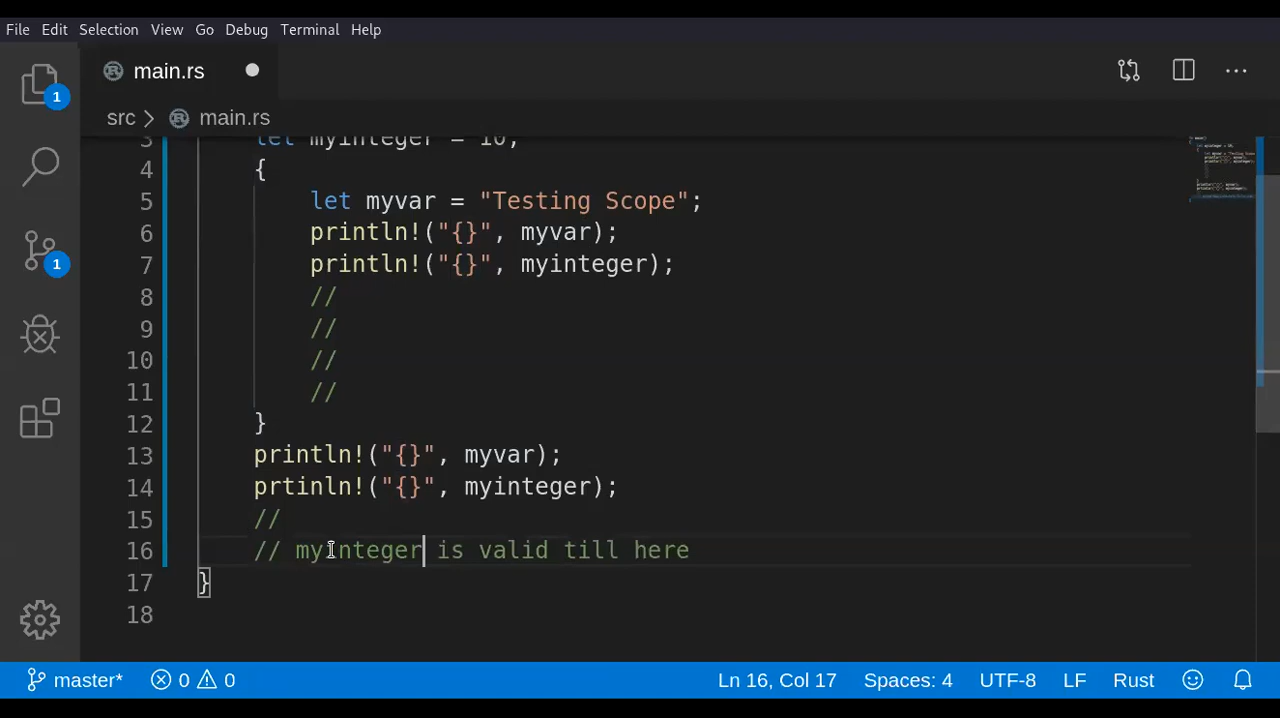 File Edit Selection View Go Debug Terminal Help
main.rs
src > main.rs
3 let myinteger = 10;
4 {
5 let myvar = "Testing Scope";
6 println!("{}", myvar);
7 println!("{}", myinteger);
8 //
9 //
10 //
11 //
12 }
13 println!("{}", myvar);
14 prtinln!("{}", myinteger);
15 //
16 // myinteger is valid till here
17 }
18
1
1
master* 0 0 Ln 16, Col 17 Spaces: 4 UTF-8 LF Rust